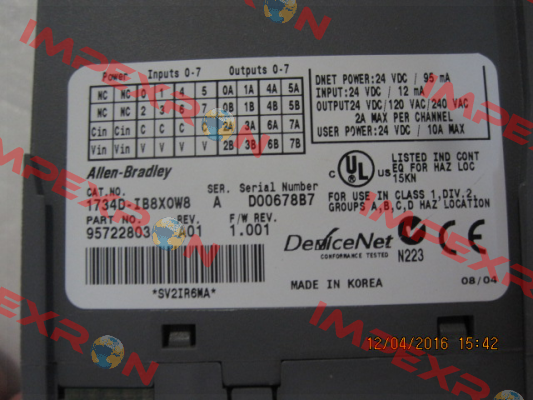 Power Inputs 0-7 Outputs 0-7
NC NC 0 1 4 5 0A 1A 4A 5A
NC NC 2 3 6 7 0B 1B 4B 5B
Cin Cin C C C C 2A 3A 6A 7A
Vin Vin V V V V 2B 3B 6B 7B
DNET POWER:24 VDC / 95 mA
INPUT:24 VDC / 12 mA
OUTPUT24 VDC/120 VAC/240 VAC
2A MAX PER CHANNEL
USER POWER:24 VDC / 10A MAX
Allen-Bradley
CAT.NO. SER. Serial Number
1734D-IB8XOW8 A D00678B7
PART NO. REV. F/W REV.
95722803 A01 1.001
*SV2IR6MA*
C UL US LISTED IND CONT
EQ FOR HAZ LOC
15KN
FOR USE IN CLASS 1,DIV.2,
GROUPS A,B,C,D HAZ LOCATION
DeviceNet
CONFORMANCE TESTED
N223
CE
MADE IN KOREA
08/04
12/04/2016 15:42
IMPEXRON
IMPEXRON
IMPEXRON
IMPEXRON
IMPEXRON